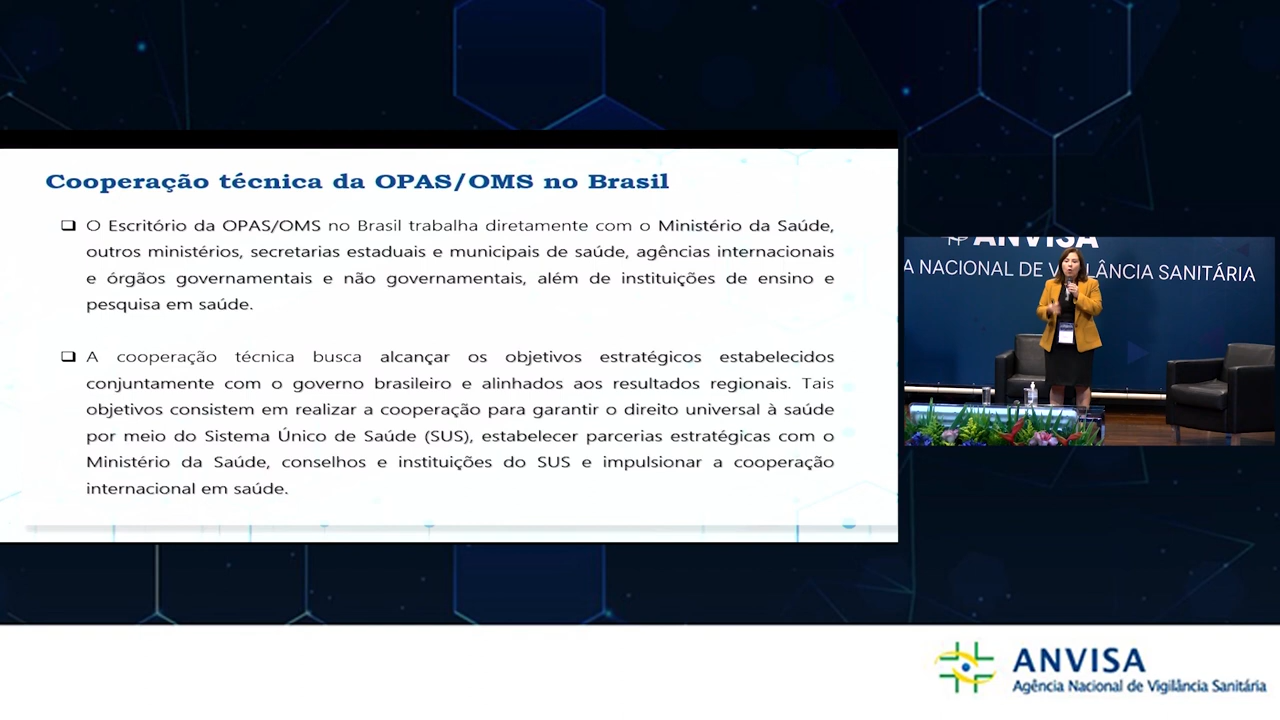 Cooperação técnica da OPAS/OMS no Brasil
❑ O Escritório da OPAS/OMS no Brasil trabalha diretamente com o Ministério da Saúde,
outros ministérios, secretarias estaduais e municipais de saúde, agências internacionais
e órgãos governamentais e não governamentais, além de instituições de ensino e
pesquisa em saúde.
❑ A cooperação técnica busca alcançar os objetivos estratégicos estabelecidos
conjuntamente com o governo brasileiro e alinhados aos resultados regionais. Tais
objetivos consistem em realizar a cooperação para garantir o direito universal à saúde
por meio do Sistema Único de Saúde (SUS), estabelecer parcerias estratégicas com o
Ministério da Saúde, conselhos e instituições do SUS e impulsionar a cooperação
internacional em saúde.
ANVISA
A NACIONAL DE V LÂNCIA SANITÁRIA
ANVISA
Agência Nacional de Vigilância Sanitária